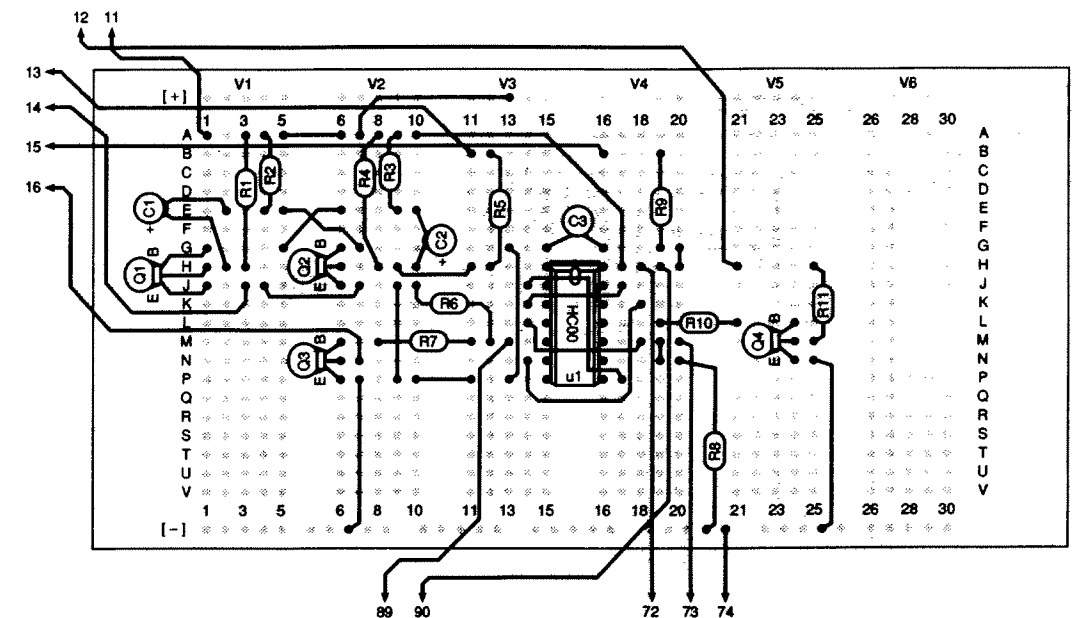 12 11
13
14
15
16
V1 V2 V3 V4 V5 V6
[+]
1 3 5 6 8 10 11 13 15 16 18 20 21 23 25 26 28 30
A A
B B
C C
D D
E E
F F
G G
H H
J J
K K
L L
M M
N N
P P
Q Q
R R
S S
T T
U U
V V
R1
R2
R4
R3
R5
R9
C1
+
C2
+
C3
B
Q1
E
B
Q2
E
R6
R7
HC00
u1
R10
R11
B
Q4
E
B
Q3
E
R8
1 3 5 6 8 10 11 13 15 16 18 20 21 23 25 26 28 30
[-]
89 90 72 73 74